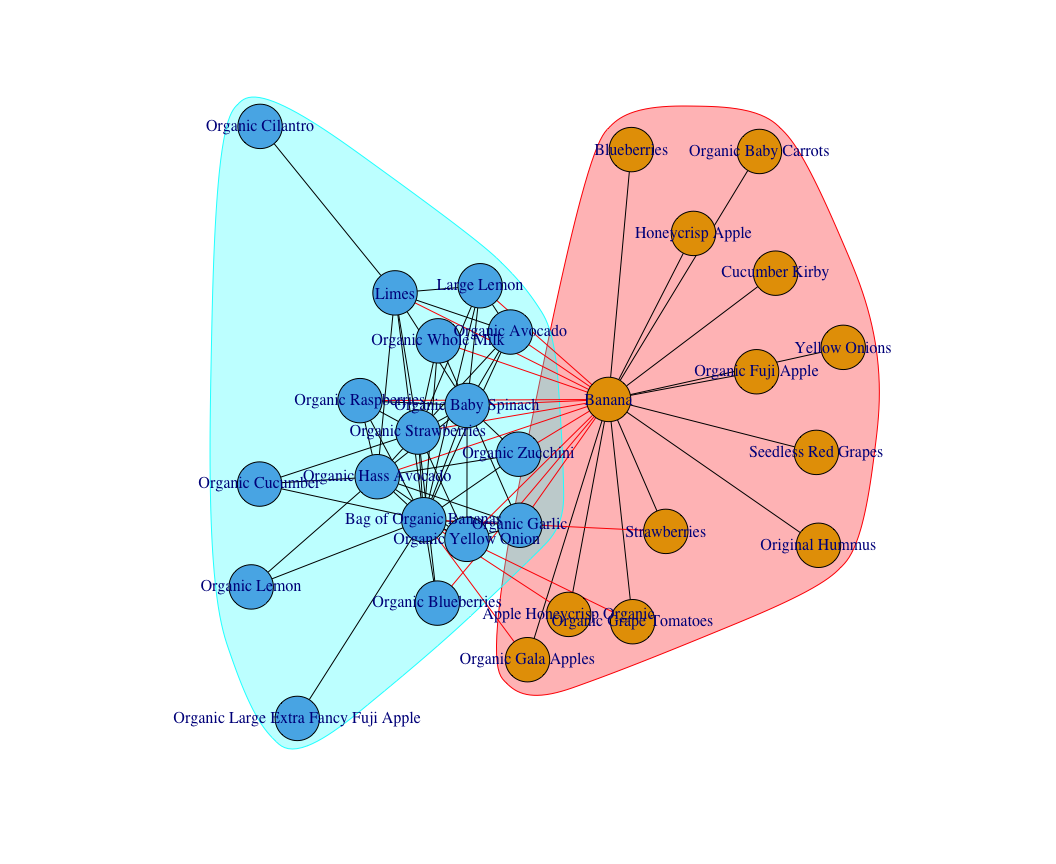 Organic Cilantro
Blueberries
Organic Baby Carrots
Honeycrisp Apple
Cucumber Kirby
Large Lemon
Limes
Organic Avocado
Organic Whole Milk
Yellow Onions
Organic Fuji Apple
Organic Raspberries
Banana
Organic Baby Spinach
Organic Strawberries
Organic Zucchini
Seedless Red Grapes
Organic Hass Avocado
Organic Cucumber
Bag of Organic Bananas
Organic Garlic
Strawberries
Organic Yellow Onion
Original Hummus
Organic Lemon
Organic Blueberries
Apple Honeycrisp Organic
Organic Grape Tomatoes
Organic Gala Apples
Organic Large Extra Fancy Fuji Apple